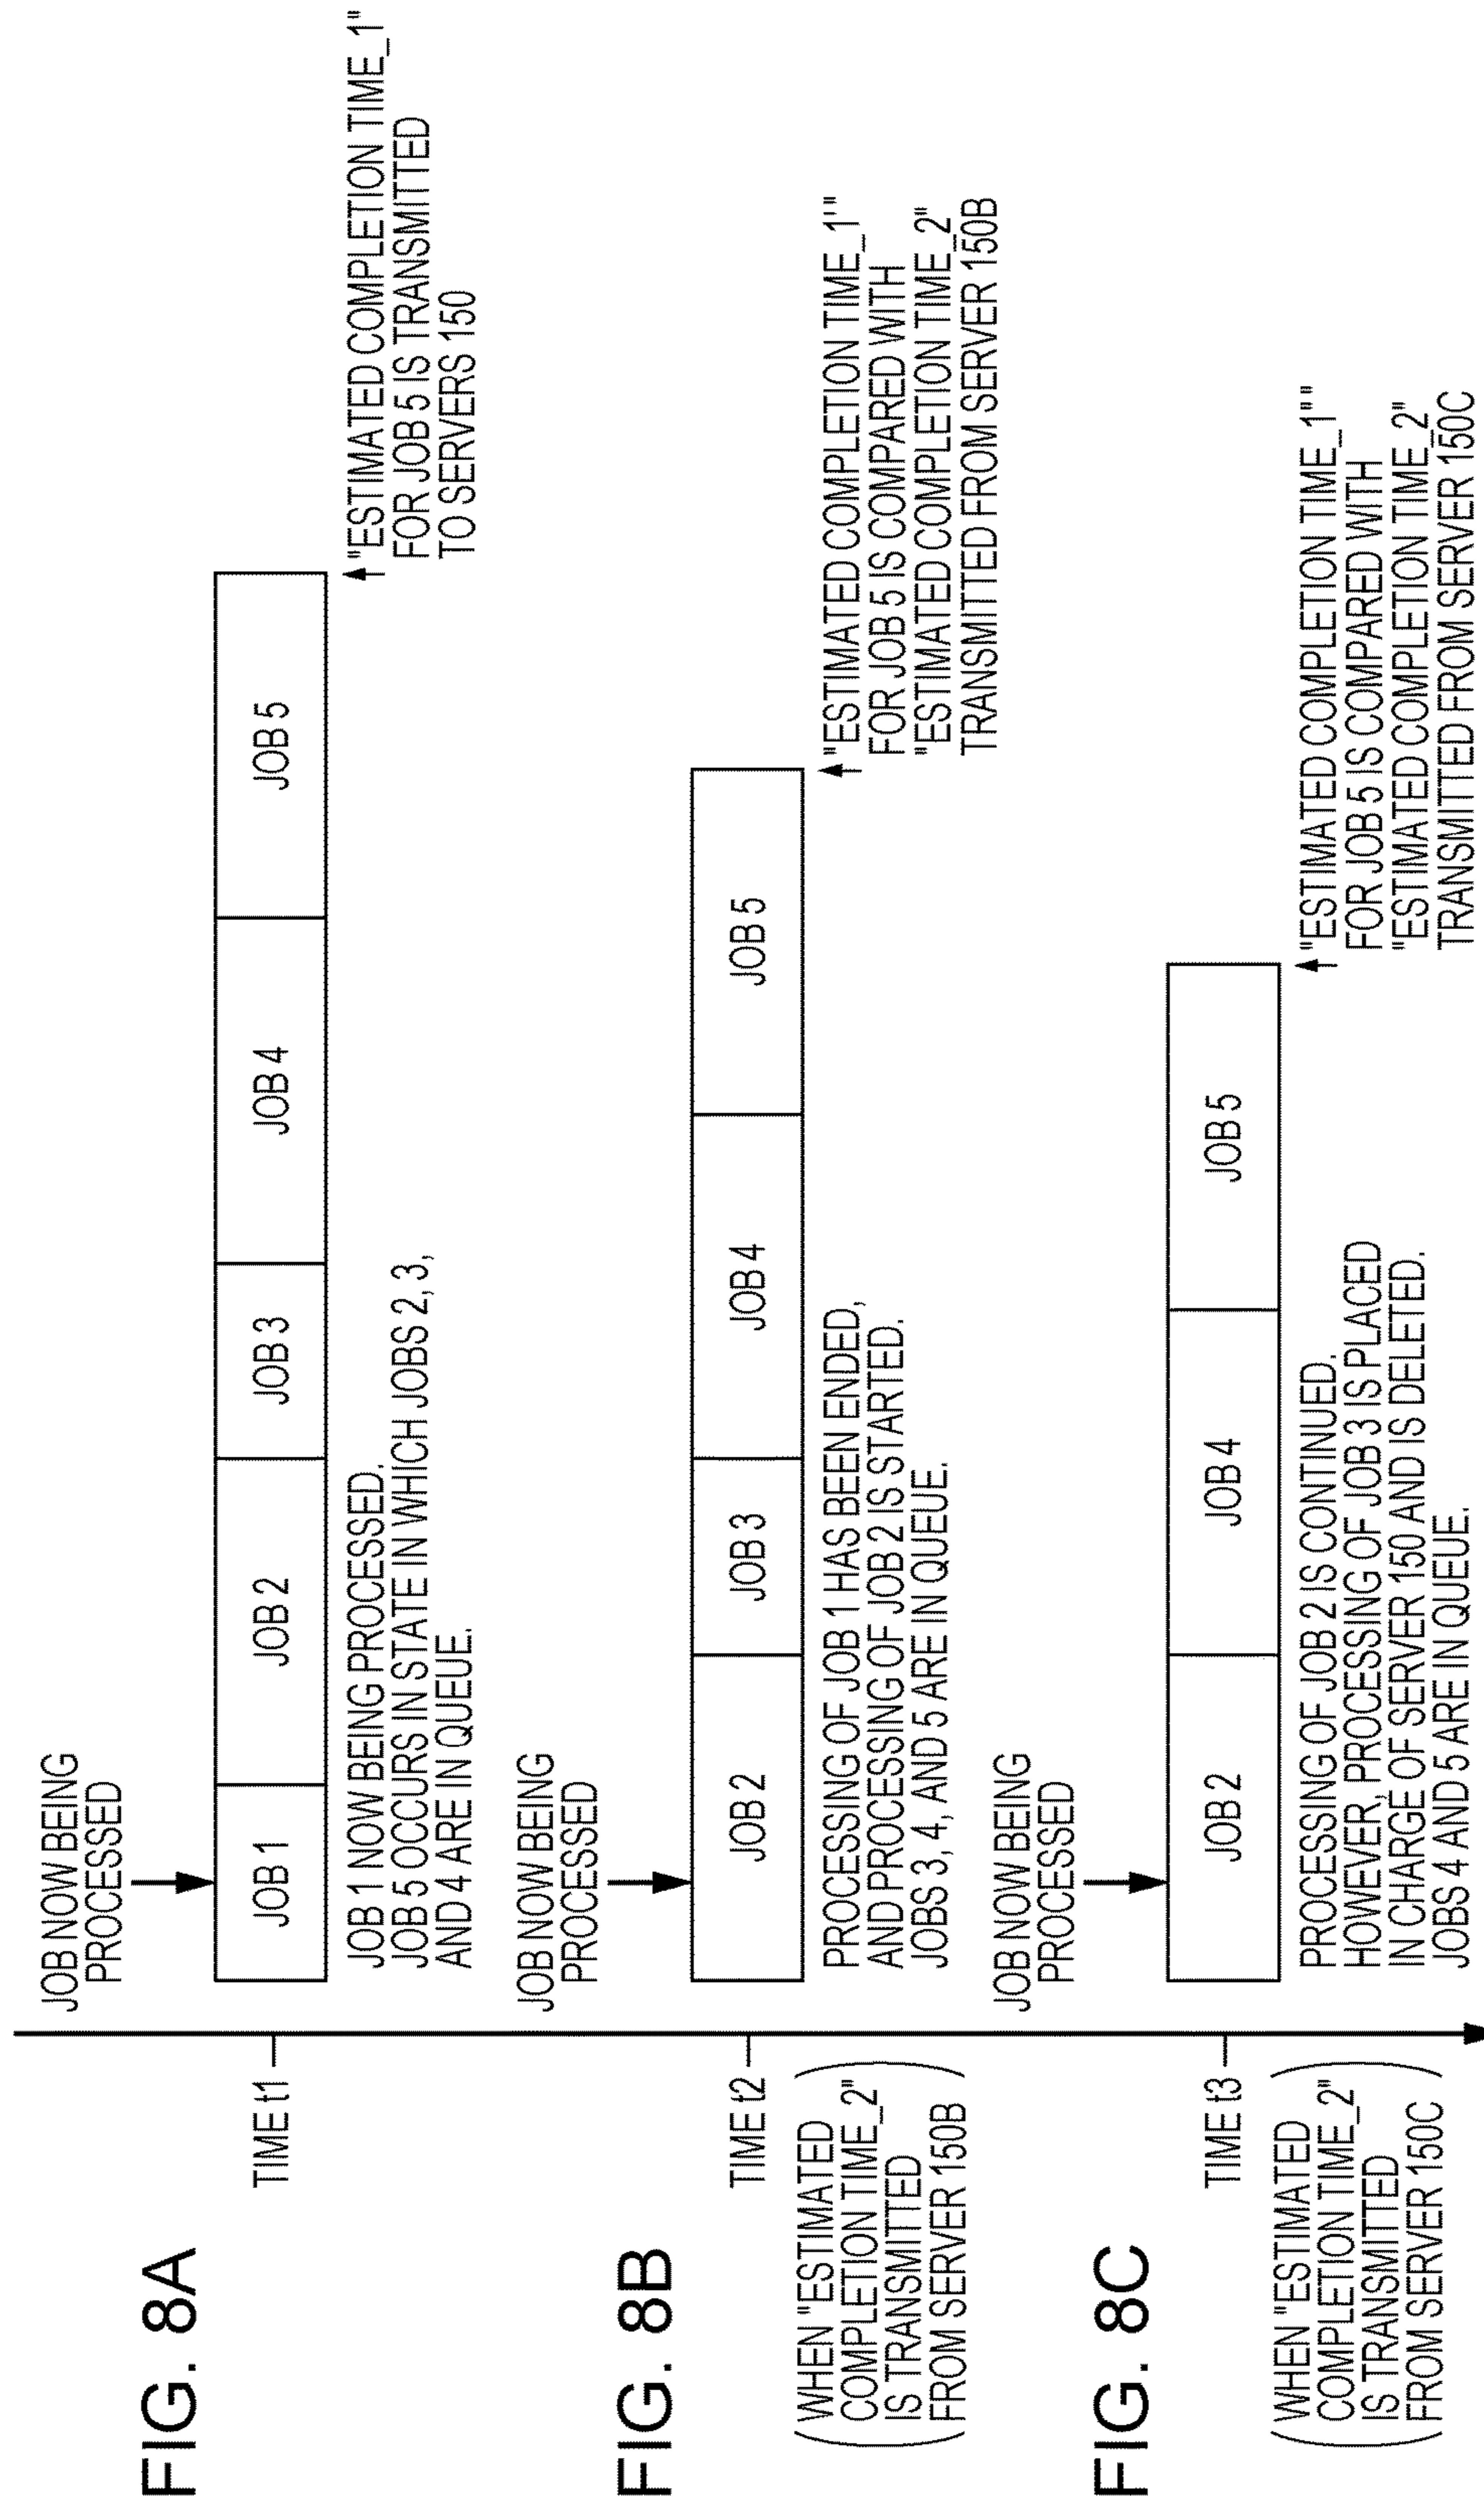 FIG. 8A
TIME t1
JOB NOW BEING
PROCESSED
JOB 1
JOB 2
JOB 3
JOB 4
JOB 5
JOB 1 NOW BEING PROCESSED.
JOB 5 OCCURS IN STATE IN WHICH JOBS 2, 3,
AND 4 ARE IN QUEUE.
"ESTIMATED COMPLETION TIME_1"
FOR JOB 5 IS TRANSMITTED
TO SERVERS 150
FIG. 8B
TIME t2
(WHEN "ESTIMATED
COMPLETION TIME_2"
IS TRANSMITTED
FROM SERVER 150B)
JOB NOW BEING
PROCESSED
JOB 2
JOB 3
JOB 4
JOB 5
PROCESSING OF JOB 1 HAS BEEN ENDED,
AND PROCESSING OF JOB 2 IS STARTED.
JOBS 3, 4, AND 5 ARE IN QUEUE.
"ESTIMATED COMPLETION TIME_1'"
FOR JOB 5 IS COMPARED WITH
"ESTIMATED COMPLETION TIME_2"
TRANSMITTED FROM SERVER 150B
FIG. 8C
TIME t3
(WHEN "ESTIMATED
COMPLETION TIME_2"
IS TRANSMITTED
FROM SERVER 150C)
JOB NOW BEING
PROCESSED
JOB 2
JOB 4
JOB 5
PROCESSING OF JOB 2 IS CONTINUED.
HOWEVER, PROCESSING OF JOB 3 IS PLACED
IN CHARGE OF SERVER 150 AND IS DELETED.
JOBS 4 AND 5 ARE IN QUEUE.
"ESTIMATED COMPLETION TIME_1" "
FOR JOB 5 IS COMPARED WITH
"ESTIMATED COMPLETION TIME_2"
TRANSMITTED FROM SERVER 150C